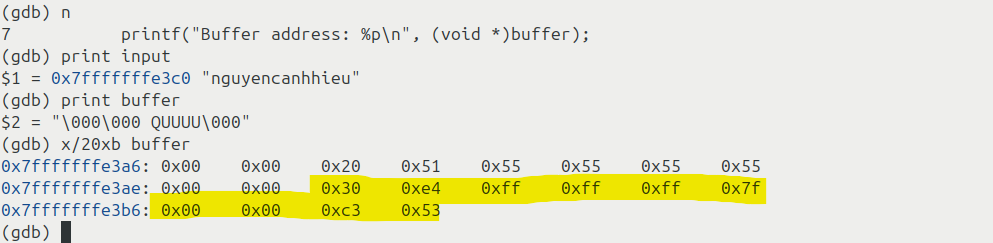 (gdb) n
7           printf("Buffer address: %p\n", (void *)buffer);
(gdb) print input
$1 = 0x7fffffffe3c0 "nguyencanhhieu"
(gdb) print buffer
$2 = "\000\000 QUUUU\000"
(gdb) x/20xb buffer
0x7fffffffe3a6: 0x00    0x00    0x20    0x51    0x55    0x55    0x55    0x55
0x7fffffffe3ae: 0x00    0x00    0x30    0xe4    0xff    0xff    0xff    0x7f
0x7fffffffe3b6: 0x00    0x00    0xc3    0x53
(gdb)